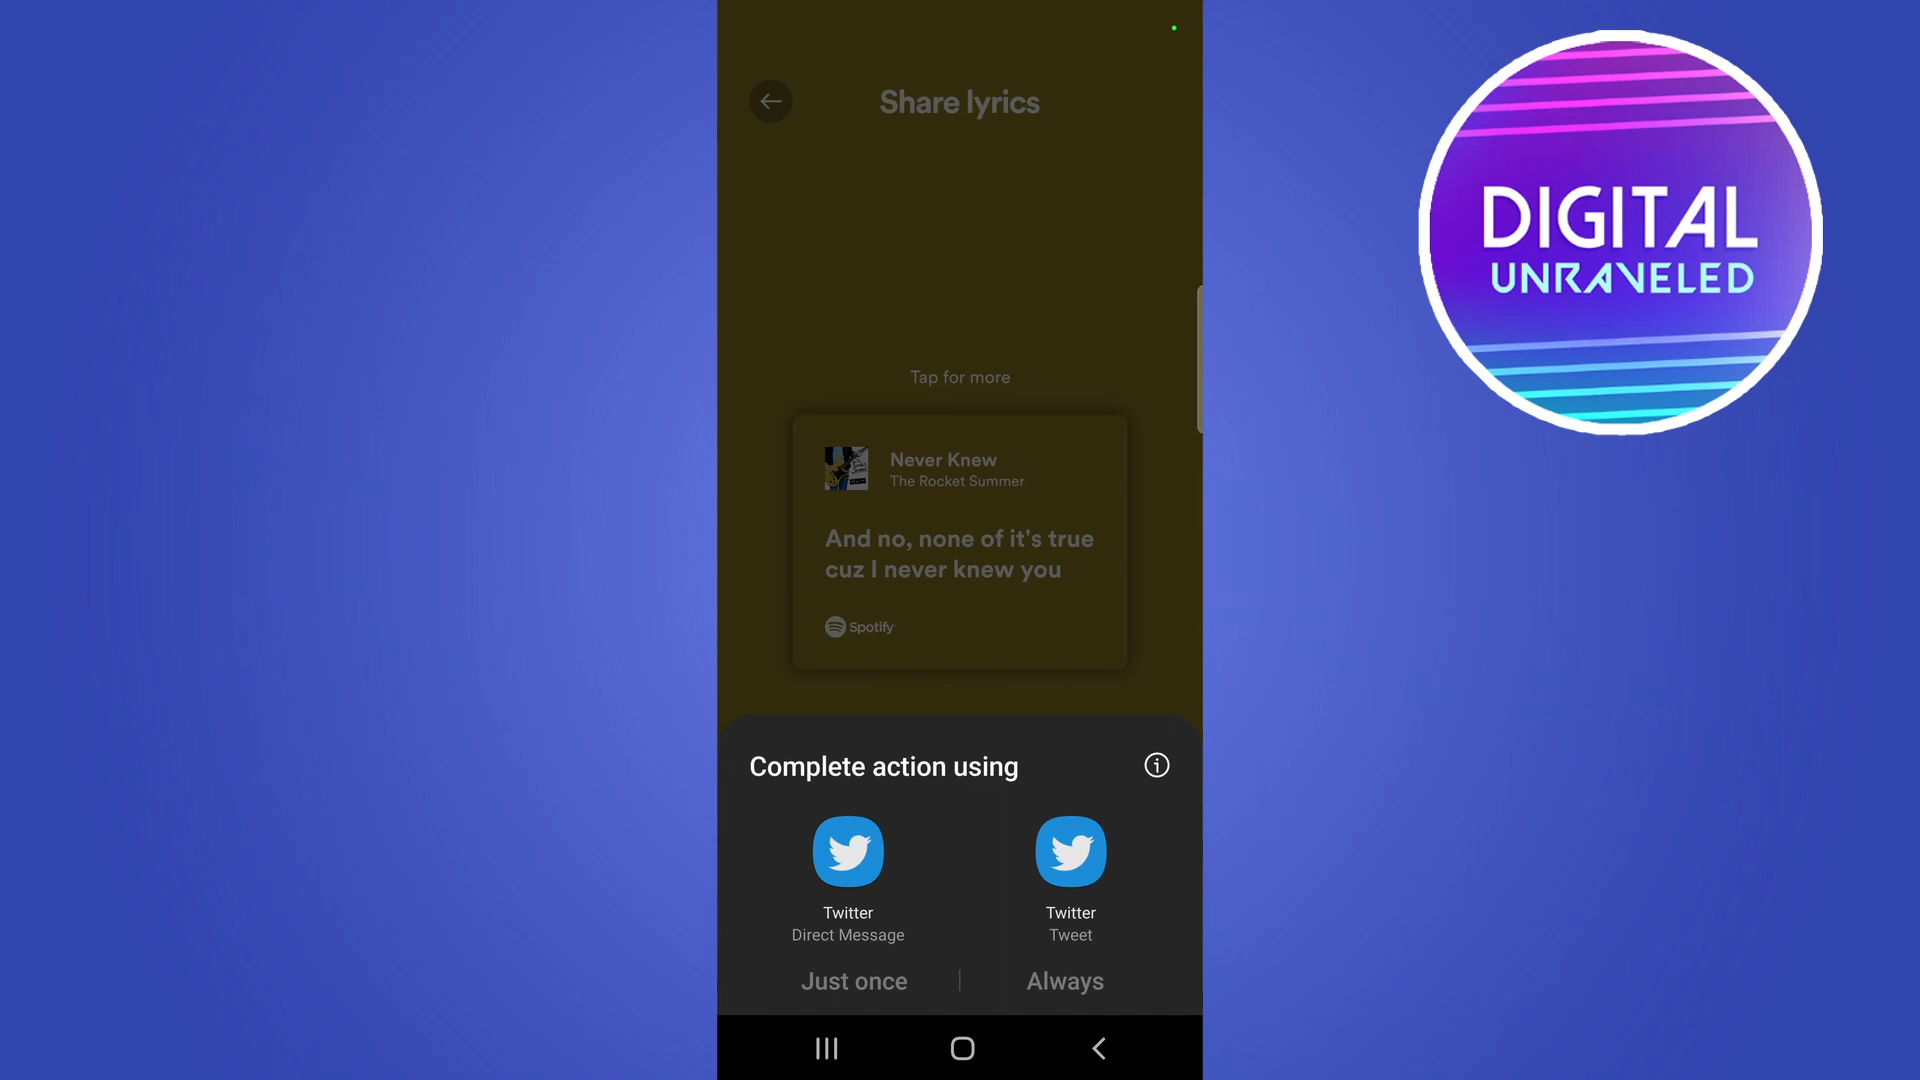 Share lyrics
Tap for more
Never Knew
The Rocket Summer
And no, none of it's true
cuz I never knew you
Spotify
Complete action using
Twitter
Direct Message
Twitter
Tweet
Just once
Always
DIGITAL
UNRAVELED